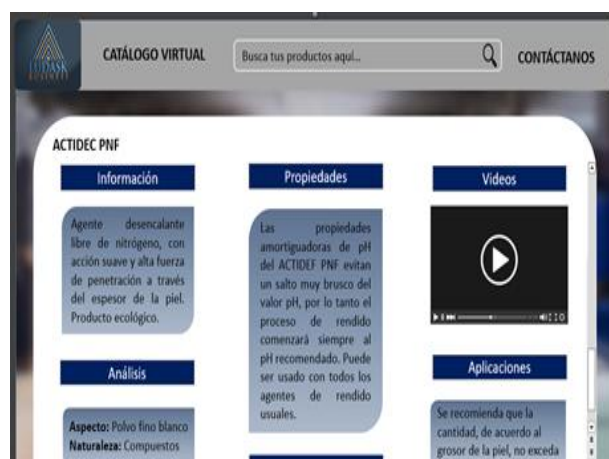 LUDASK
BUSINESS
CATÁLOGO VIRTUAL
Busca tus productos aquí...
CONTÁCTANOS
ACTIDEC PNF
Información
Agente desencalante
libre de nitrógeno, con
acción suave y alta fuerza
de penetración a través
del espesor de la piel.
Producto ecológico.
Análisis
Aspecto: Polvo fino blanco
Naturaleza: Compuestos
Propiedades
Las propiedades
amortiguadoras de pH
del ACTIDEF PNF evitan
un salto muy brusco del
valor pH, por lo tanto el
proceso de rendido
comenzará siempre al
pH recomendado. Puede
ser usado con todos los
agentes de rendido
usuales.
Videos
Aplicaciones
Se recomienda que la
cantidad, de acuerdo al
grosor de la piel, no exceda